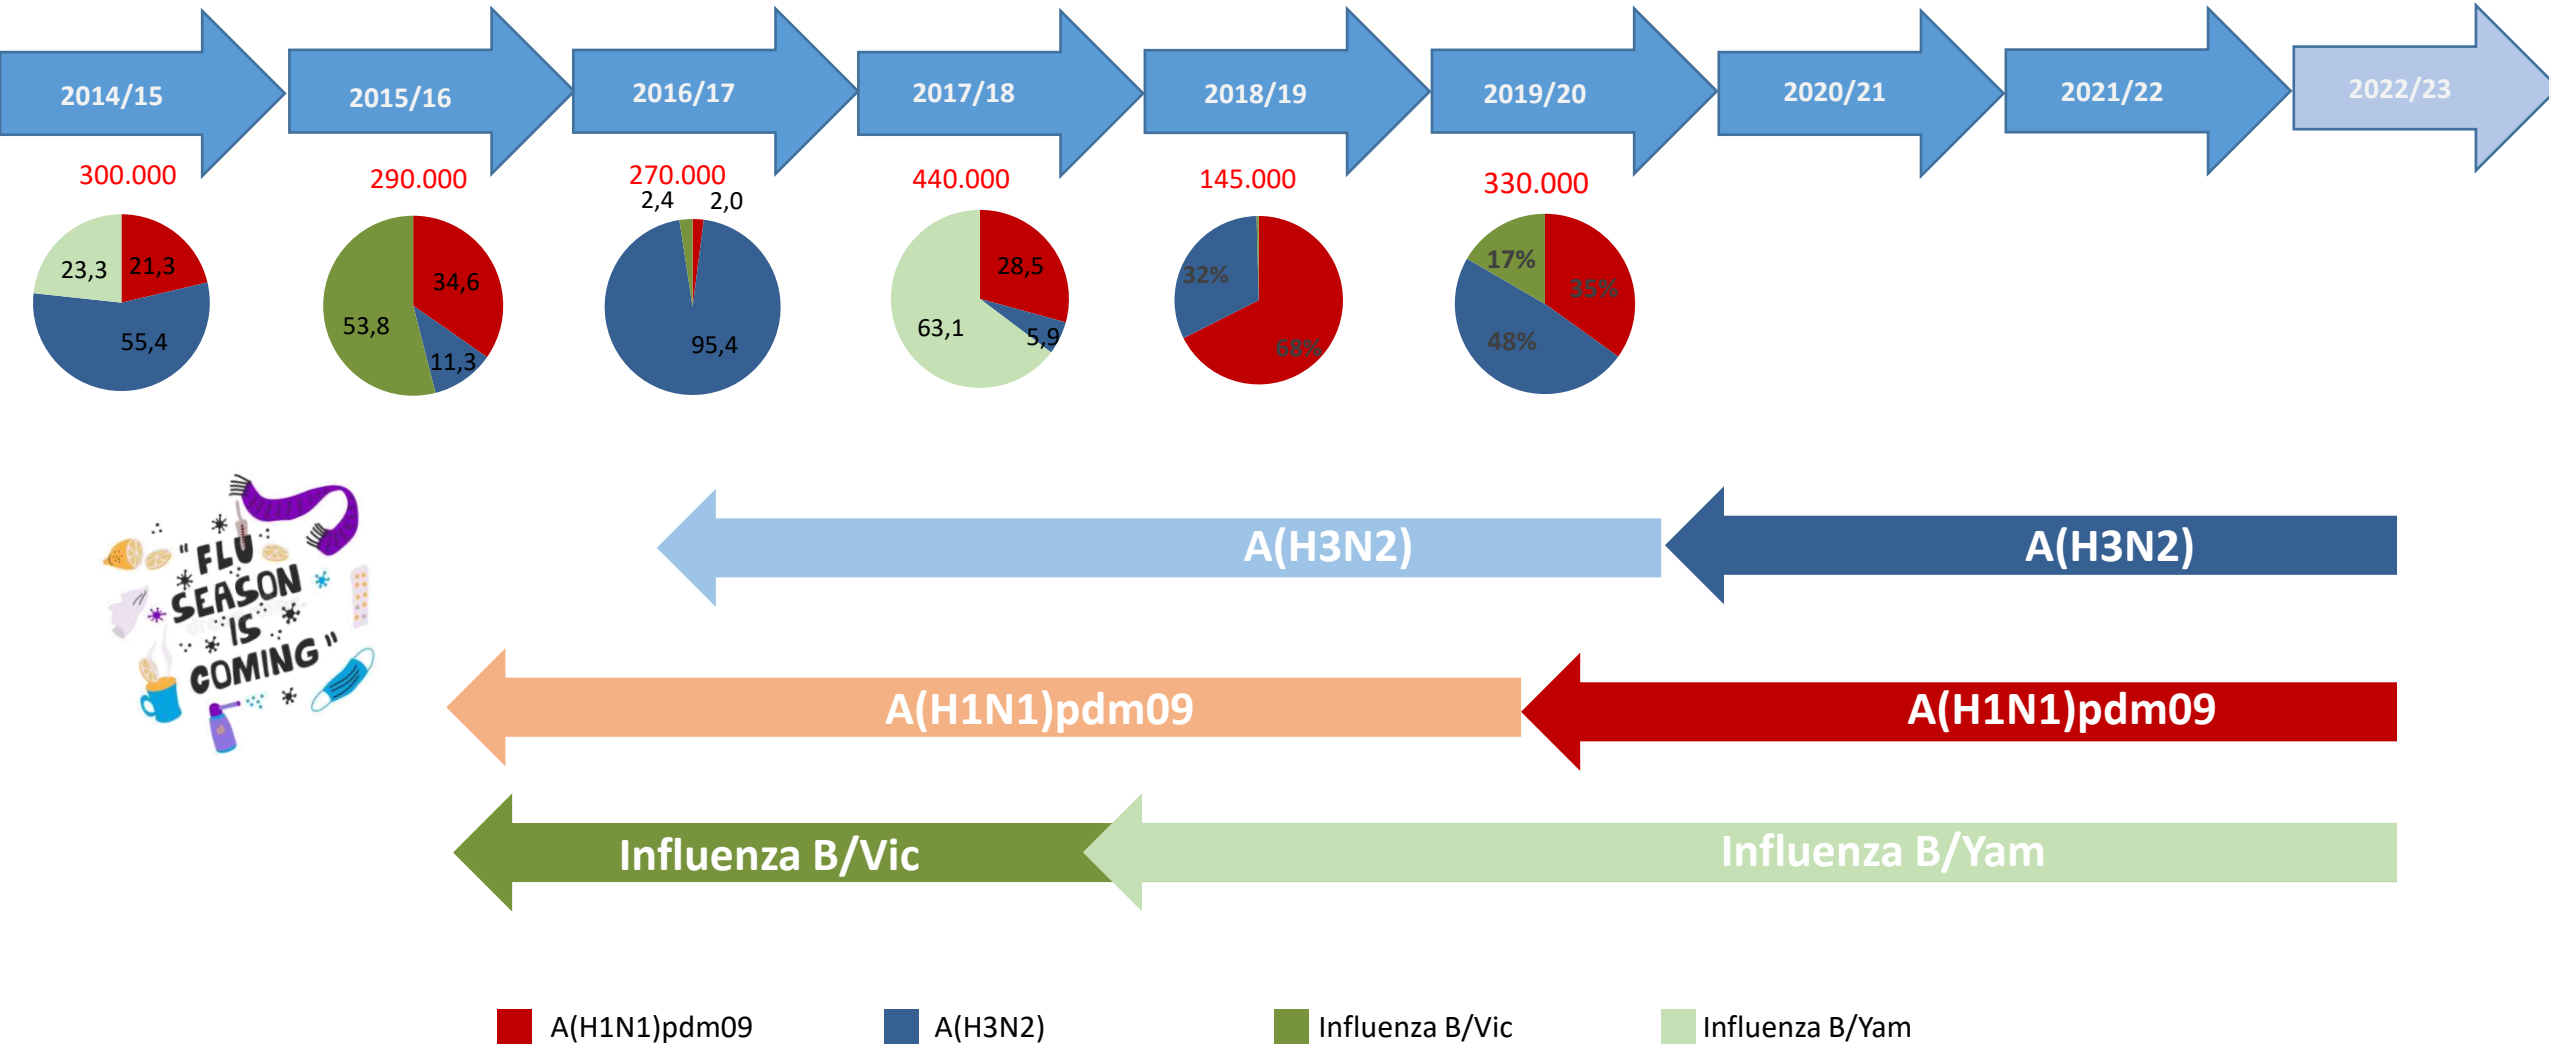 2014/15
2015/16
2016/17
2017/18
2018/19
2019/20
2020/21
2021/22
2022/23
300.000
290.000
270.000
440.000
145.000
330.000
23,3
21,3
55,4
53,8
34,6
11,3
2,4
2,0
95,4
28,5
63,1
5,9
32%
68%
17%
35%
48%
"FLU
SEASON
IS
COMING"
A(H3N2)
A(H3N2)
A(H1N1)pdm09
A(H1N1)pdm09
Influenza B/Vic
Influenza B/Yam
A(H1N1)pdm09
A(H3N2)
Influenza B/Vic
Influenza B/Yam